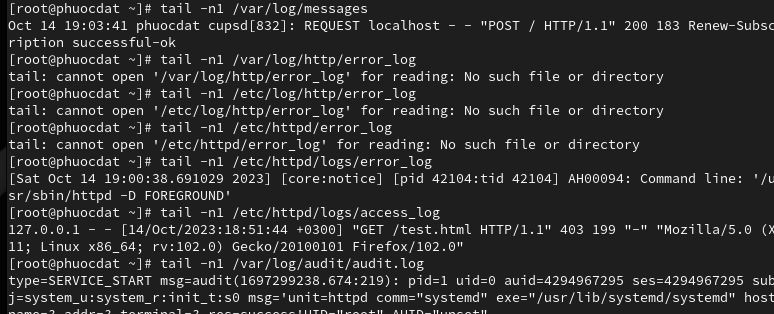 [root@phuocdat ~]# tail -n1 /var/log/messages
Oct 14 19:03:41 phuocdat cupsd[832]: REQUEST localhost - - "POST / HTTP/1.1" 200 183 Renew-Subsc
ription successful-ok
[root@phuocdat ~]# tail -n1 /var/log/http/error_log
tail: cannot open '/var/log/http/error_log' for reading: No such file or directory
[root@phuocdat ~]# tail -n1 /etc/log/http/error_log
tail: cannot open '/etc/log/http/error_log' for reading: No such file or directory
[root@phuocdat ~]# tail -n1 /etc/httpd/error_log
tail: cannot open '/etc/httpd/error_log' for reading: No such file or directory
[root@phuocdat ~]# tail -n1 /etc/httpd/logs/error_log
[Sat Oct 14 19:00:38.691029 2023] [core:notice] [pid 42104:tid 42104] AH00094: Command line: '/u
sr/sbin/httpd -D FOREGROUND'
[root@phuocdat ~]# tail -n1 /etc/httpd/logs/access_log
127.0.0.1 - - [14/Oct/2023:18:51:44 +0300] "GET /test.html HTTP/1.1" 403 199 "-" "Mozilla/5.0 (X
11; Linux x86_64; rv:102.0) Gecko/20100101 Firefox/102.0"
[root@phuocdat ~]# tail -n1 /var/log/audit/audit.log
type=SERVICE_START msg=audit(1697299238.674:219): pid=1 uid=0 auid=4294967295 ses=4294967295 sub
j=system_u:system_r:init_t:s0 msg='unit=httpd comm="systemd" exe="/usr/lib/systemd/systemd" host
name=? addr=? terminal=? res=success'UID="root" AUID="unset"